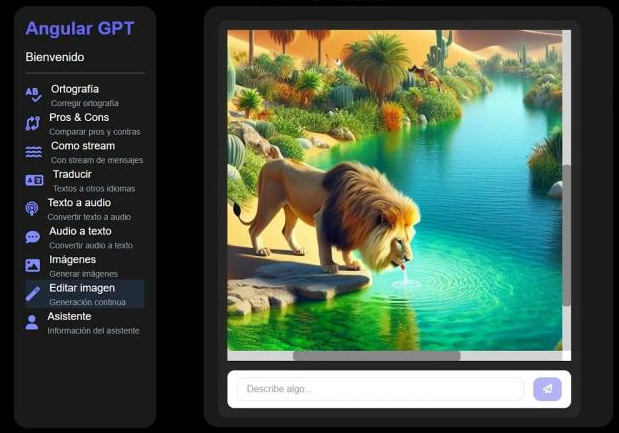 Angular GPT
Bienvenido
Ortografía
Corregir ortografía
Pros & Cons
Comparar pros y contras
Como stream
Con stream de mensajes
Traducir
Textos a otros idiomas
Texto a audio
Convertir texto a audio
Audio a texto
Convertir audio a texto
Imágenes
Generar imágenes
Editar imagen
Generación continua
Asistente
Información del asistente
Describe algo...